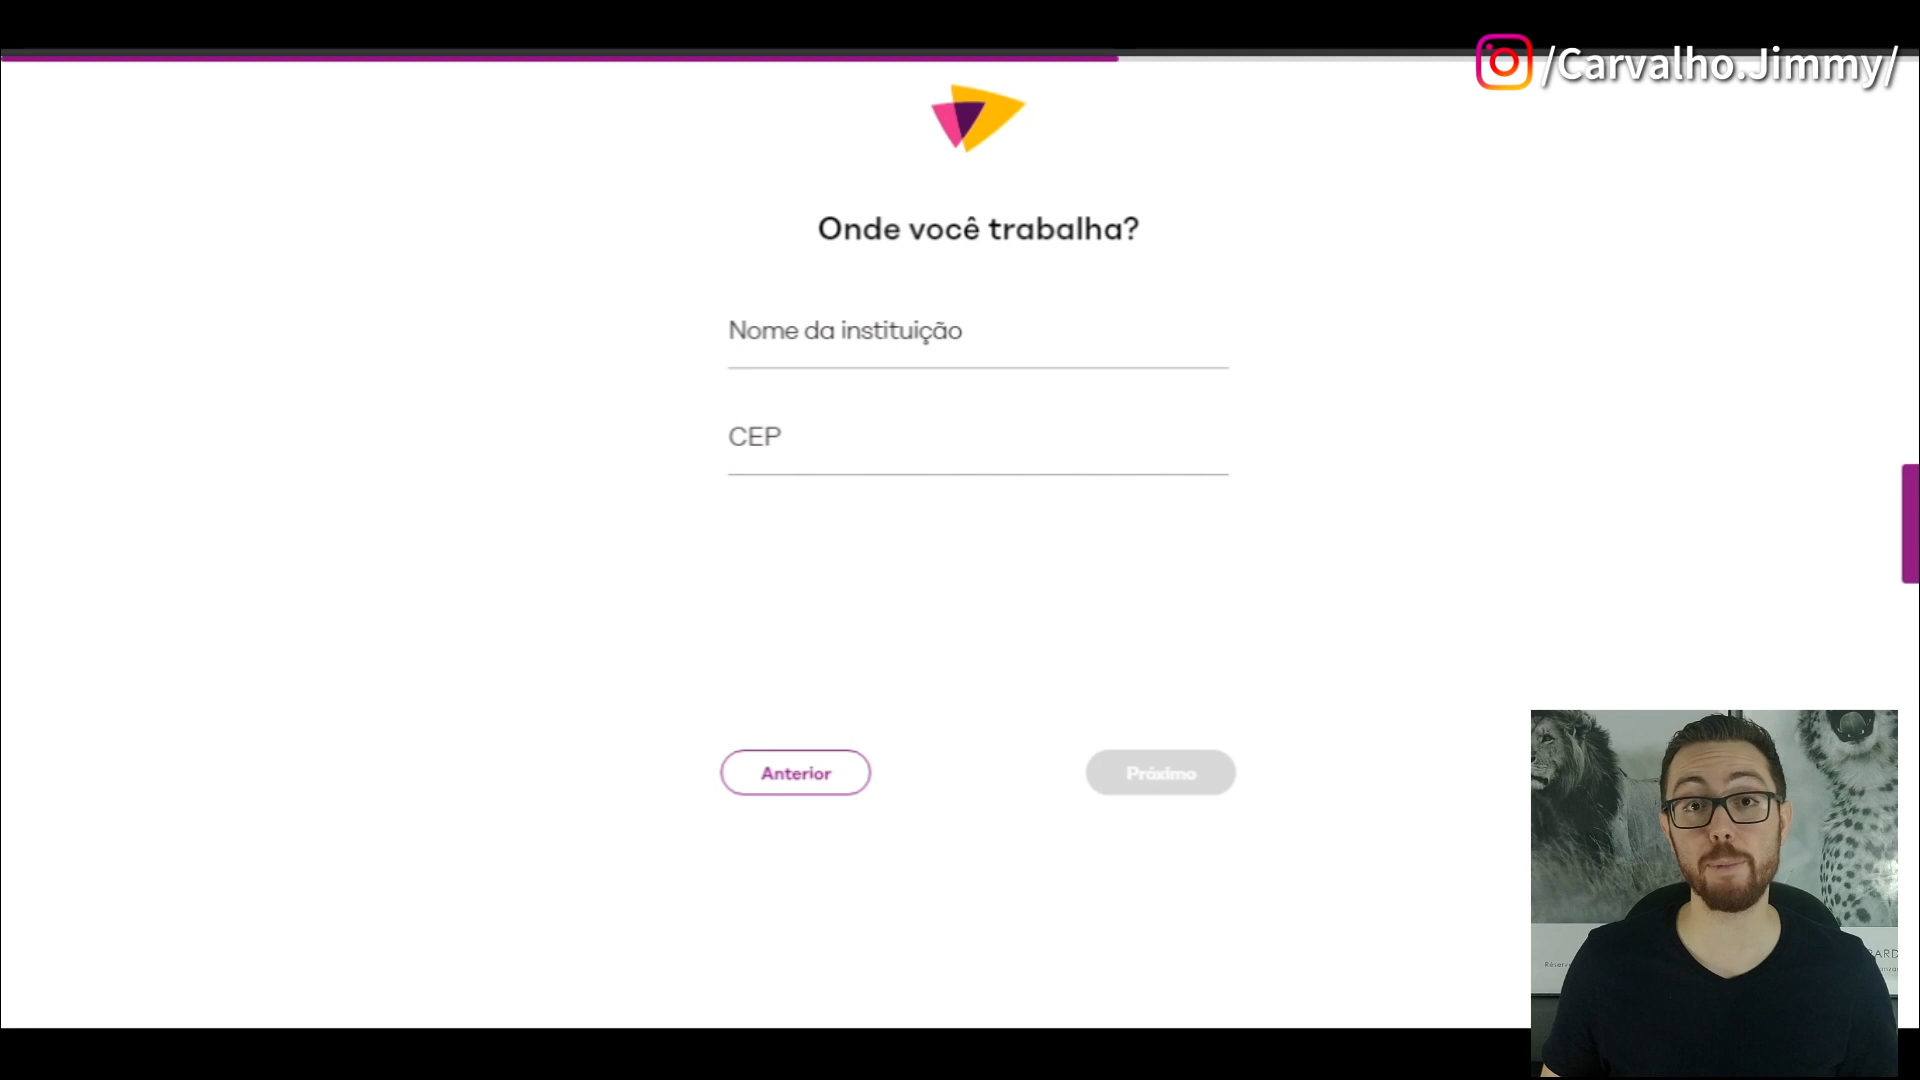 /Carvalho.Jimmy/
Onde você trabalha?
Nome da instituição
CEP
Anterior
Próximo